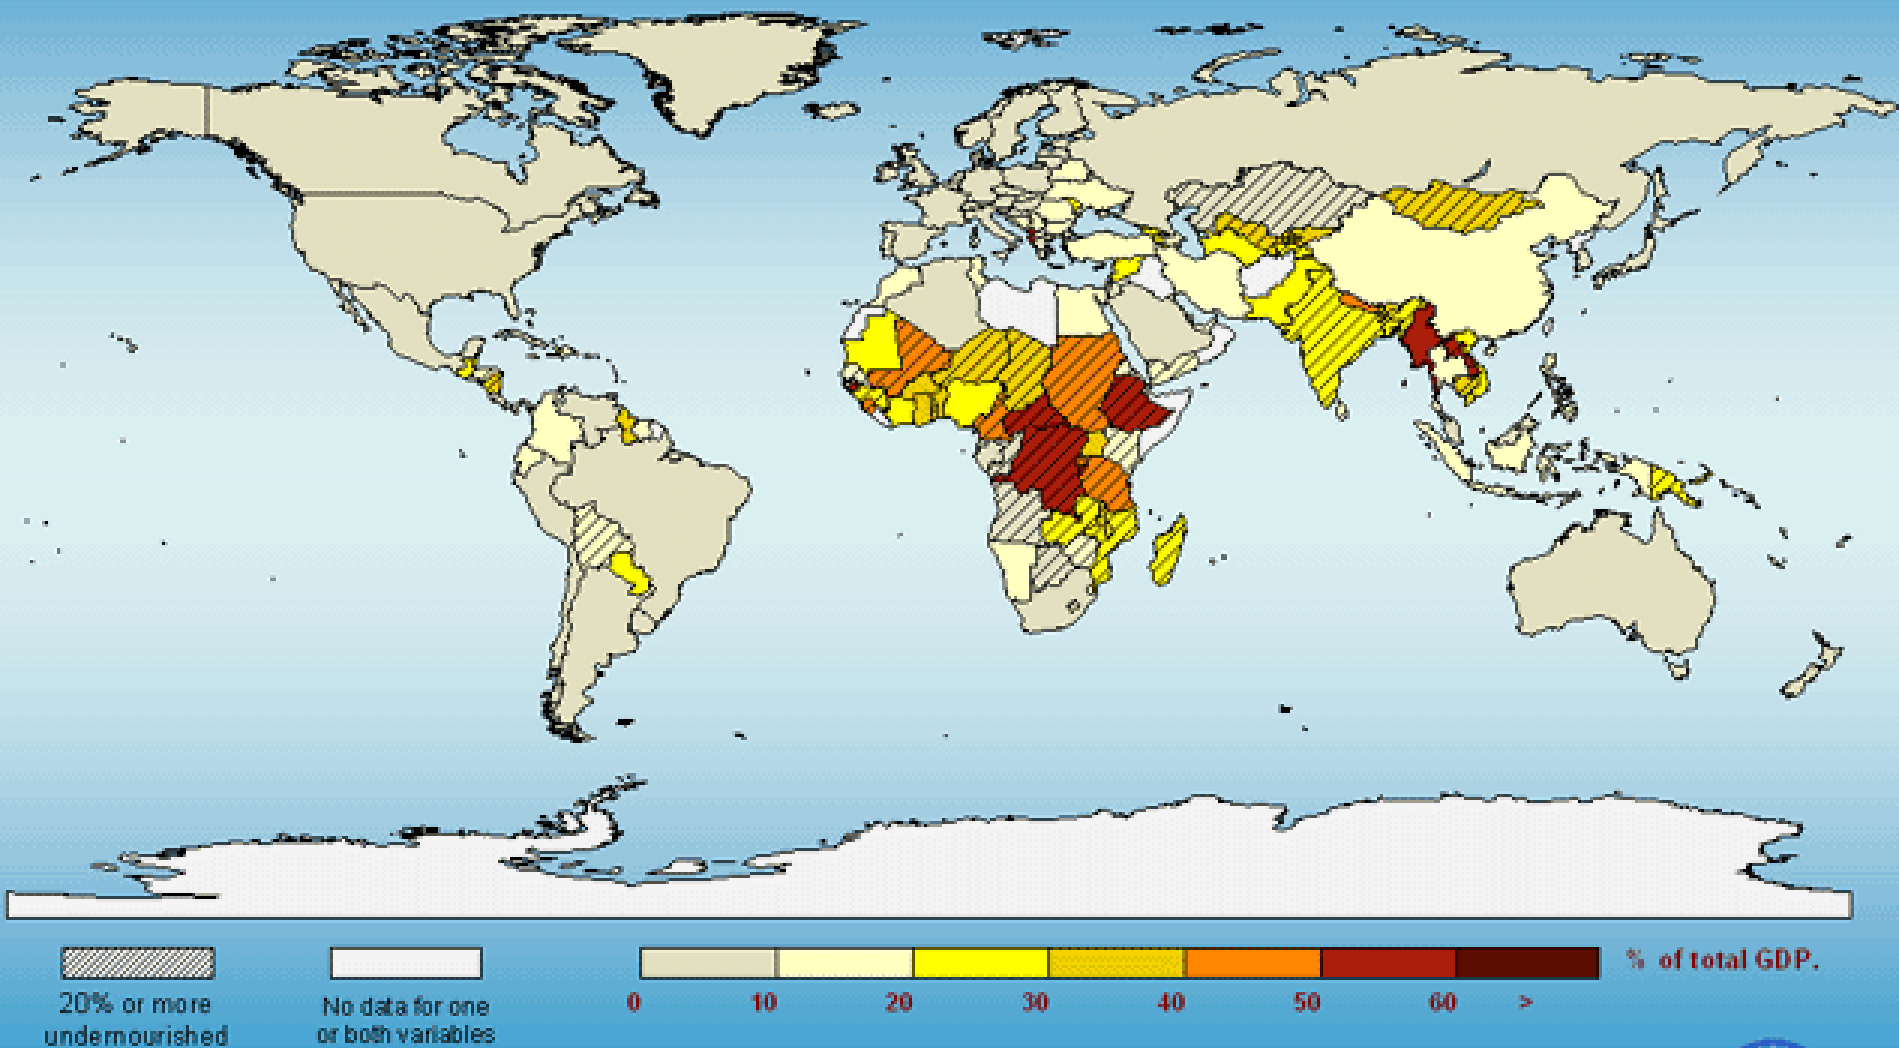 % of total GDP.
0 10 20 30 40 50 60 >
20% or more
undernourished
No data for one
or both variables